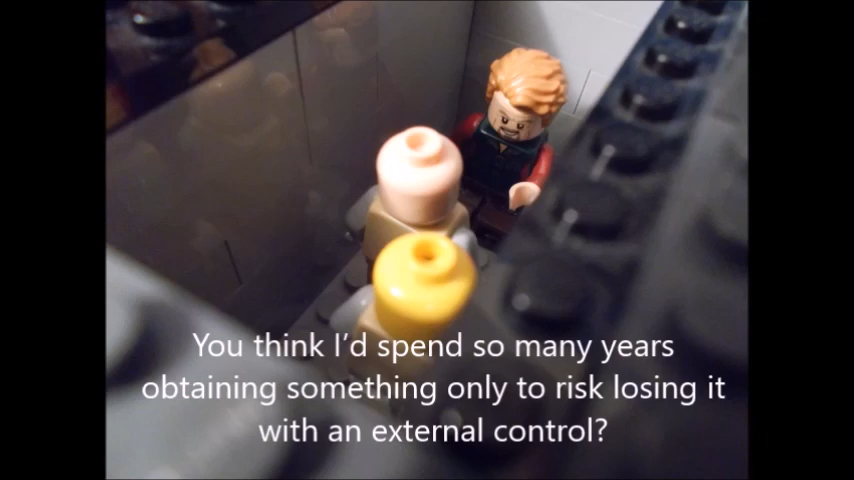 You think I'd spend so many years
obtaining something only to risk losing it
with an external control?